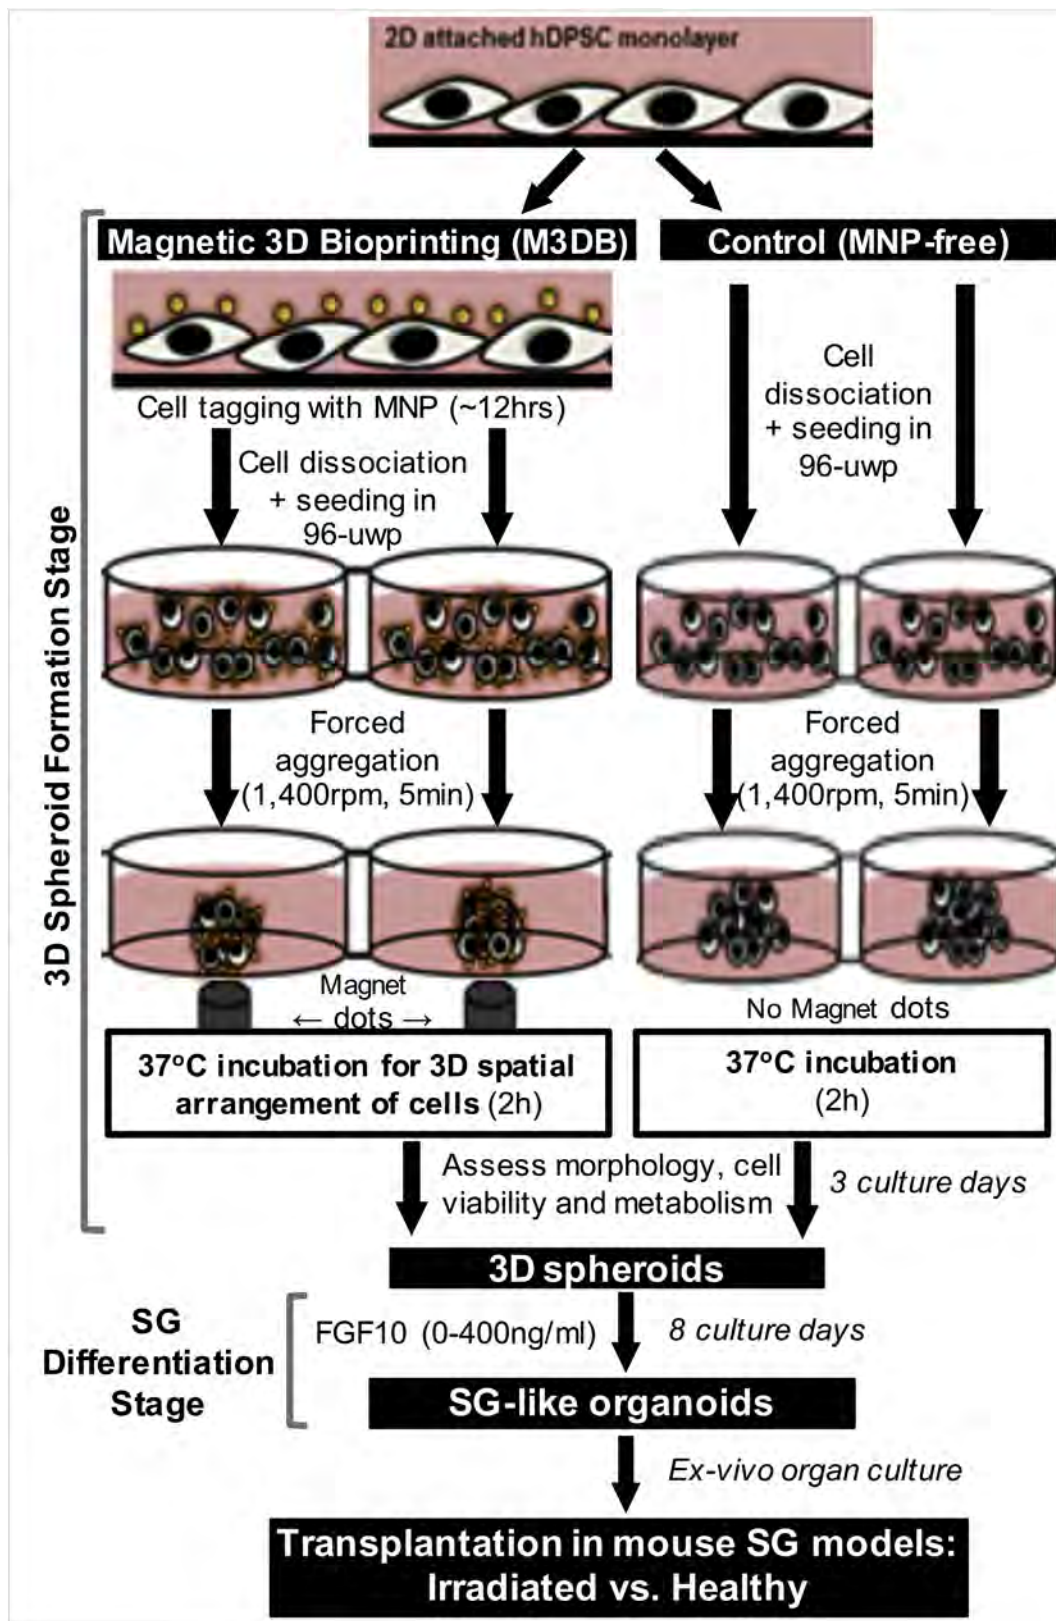 2D attached hDPSC monolayer
Magnetic 3D Bioprinting (M3DB)
Control (MNP-free)
Cell tagging with MNP (~12hrs)
Cell dissociation
+ seeding in
96-uwp
Cell
dissociation
+ seeding in
96-uwp
Forced
aggregation
(1,400rpm, 5min)
Forced
aggregation
(1,400rpm, 5min)
Magnet
← dots →
No Magnet dots
37ºC incubation for 3D spatial
arrangement of cells (2h)
37ºC incubation
(2h)
3D Spheroid Formation Stage
Assess morphology, cell
viability and metabolism
3 culture days
3D spheroids
SG
Differentiation
Stage
FGF10 (0-400ng/ml)
8 culture days
SG-like organoids
Ex-vivo organ culture
Transplantation in mouse SG models:
Irradiated vs. Healthy